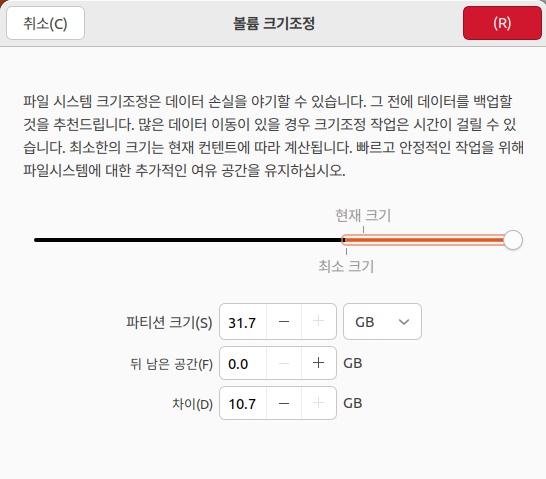 취소(C)
볼륨 크기조정
(R)
파일 시스템 크기조정은 데이터 손실을 야기할 수 있습니다. 그 전에 데이터를 백업할
것을 추천드립니다. 많은 데이터 이동이 있을 경우 크기조정 작업은 시간이 걸릴 수 있
습니다. 최소한의 크기는 현재 컨텐트에 따라 계산됩니다. 빠르고 안정적인 작업을 위해
파일시스템에 대한 추가적인 여유 공간을 유지하십시오.
현재 크기
최소 크기
파티션 크기(S) 31.7 − + GB
뒤 남은 공간(F) 0.0 − + GB
차이(D) 10.7 − + GB